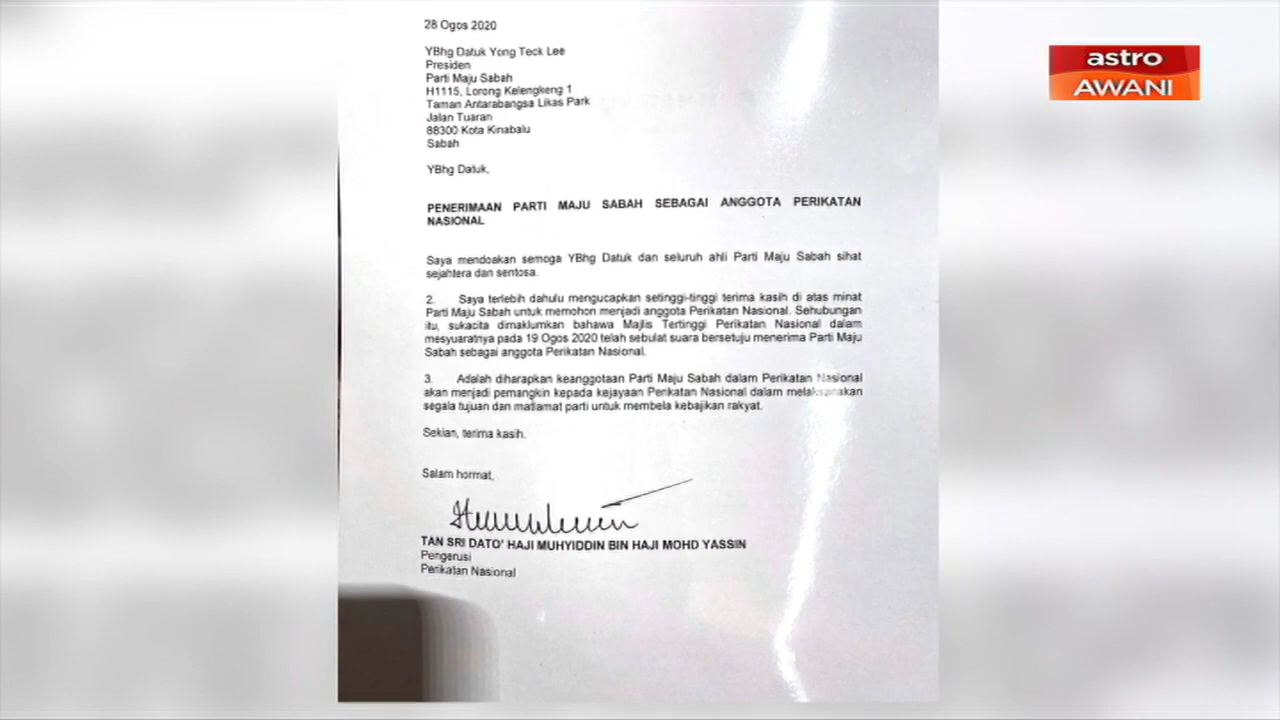 28 Ogos 2020
astro
AWANI
YBhg Datuk Yong Teck Lee
Presiden
Parti Maju Sabah
H1115, Lorong Kelengkeng 1
Taman Antarabangsa Likas Park
Jalan Tuaran
88300 Kota Kinabalu
Sabah
YBhg Datuk,
PENERIMAAN PARTI MAJU SABAH SEBAGAI ANGGOTA PERIKATAN
NASIONAL
Saya mendoakan semoga YBhg Datuk dan seluruh ahli Parti Maju Sabah sihat
sejahtera dan sentosa.
2. Saya terlebih dahulu mengucapkan setinggi-tinggi terima kasih di atas minat
Parti Maju Sabah untuk memohon menjadi anggota Perikatan Nasional. Sehubungan
itu, sukacita dimaklumkan bahawa Majlis Tertinggi Perikatan Nasional dalam
mesyuaratnya pada 19 Ogos 2020 telah sebulat suara bersetuju menerima Parti Maju
Sabah sebagai anggota Perikatan Nasional.
3. Adalah diharapkan keanggotaan Parti Maju Sabah dalam Perikatan Nasional
akan menjadi pemangkin kepada kejayaan Perikatan Nasional dalam melaksanakan
segala tujuan dan matlamat parti untuk membela kebajikan rakyat.
Sekian, terima kasih.
Salam hormat,
TAN SRI DATO' HAJI MUHYIDDIN BIN HAJI MOHD YASSIN
Pengerusi
Perikatan Nasional